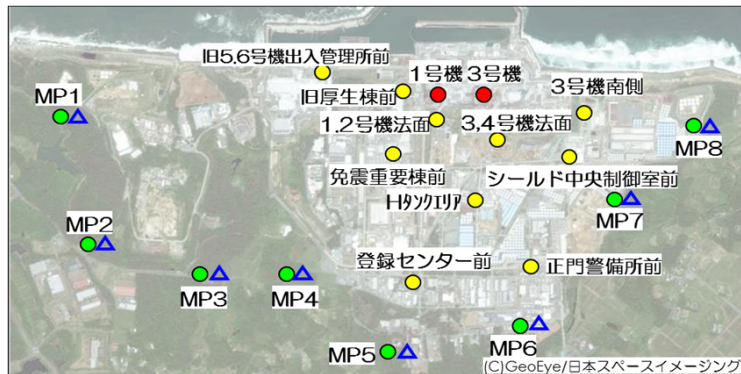 旧5.6号機出入管理所前
1号機 3号機
3号機南側
MP1
旧厚生棟前
1.2号機法面
3,4号機法面
MP8
免震重要棟前
シールド中央制御室前
Hタンクエリア
MP7
MP2
登録センター前
正門警備所前
MP3
MP4
MP6
MP5
(C)GeoEye/日本スペースイメージング